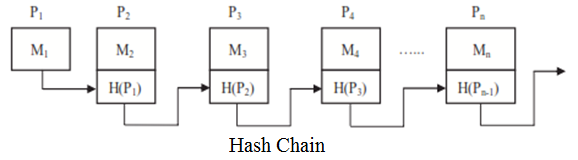 P₁ P₂ P₃ P₄ Pₙ
M₁ M₂ M₃ M₄ ...... Mₙ
H(P₁) H(P₂) H(P₃) H(Pₙ₋₁)
Hash Chain